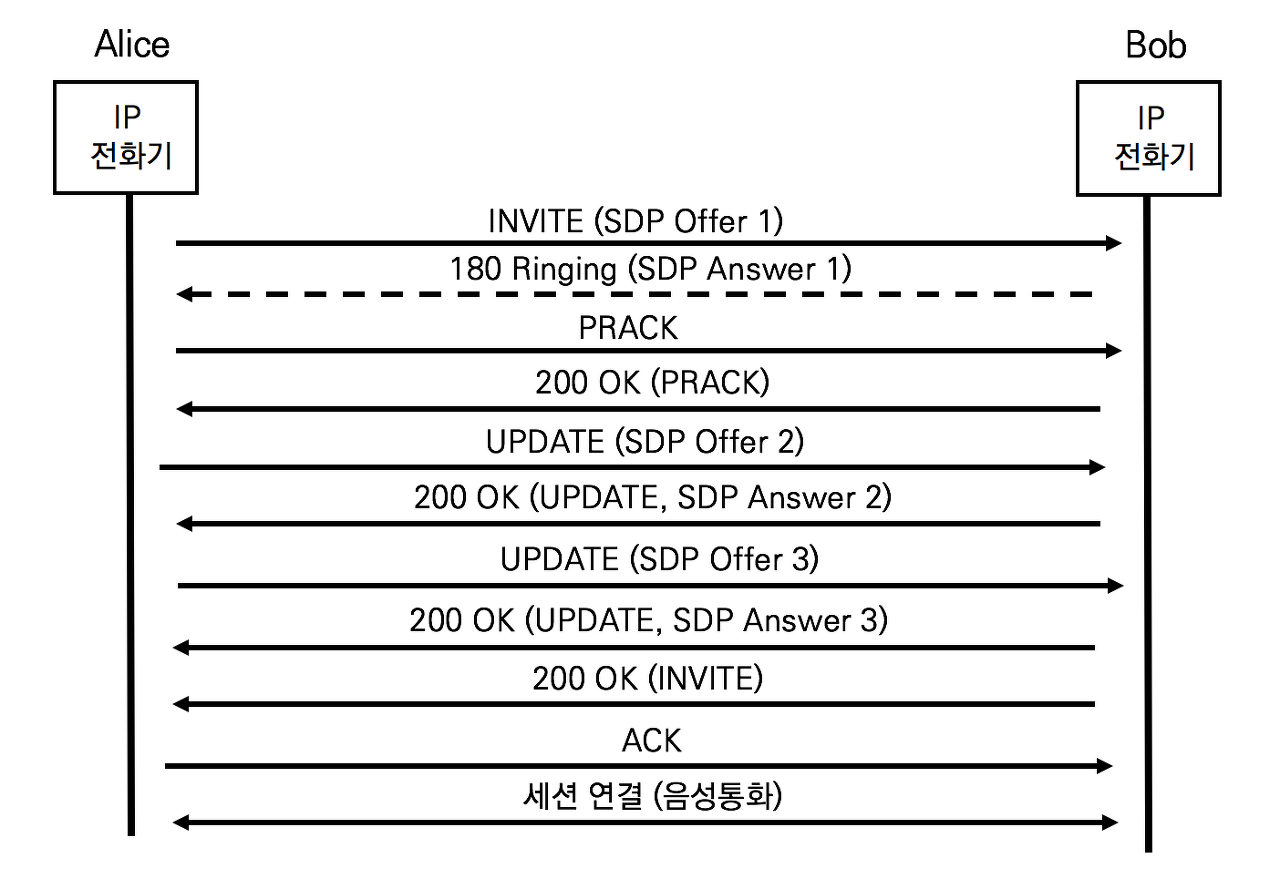 Alice
Bob
IP
전화기
IP
전화기
INVITE (SDP Offer 1)
180 Ringing (SDP Answer 1)
PRACK
200 OK (PRACK)
UPDATE (SDP Offer 2)
200 OK (UPDATE, SDP Answer 2)
UPDATE (SDP Offer 3)
200 OK (UPDATE, SDP Answer 3)
200 OK (INVITE)
ACK
세션 연결 (음성통화)